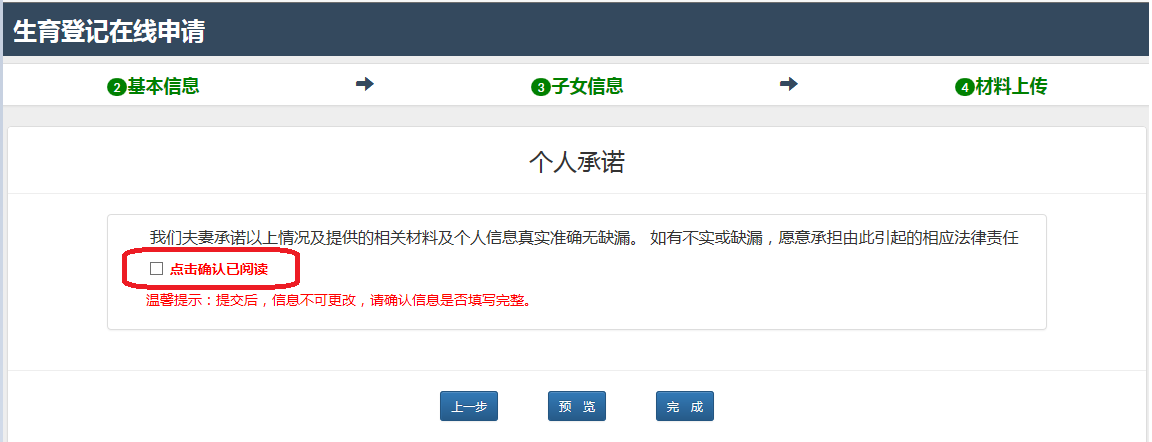 生育登记在线申请
2基本信息 3子女信息 4材料上传
个人承诺
我们夫妻承诺以上情况及提供的相关材料及个人信息真实准确无缺漏。 如有不实或缺漏，愿意承担由此引起的相应法律责任
点击确认已阅读
温馨提示：提交后，信息不可更改，请确认信息是否填写完整。
上一步 预 览 完 成